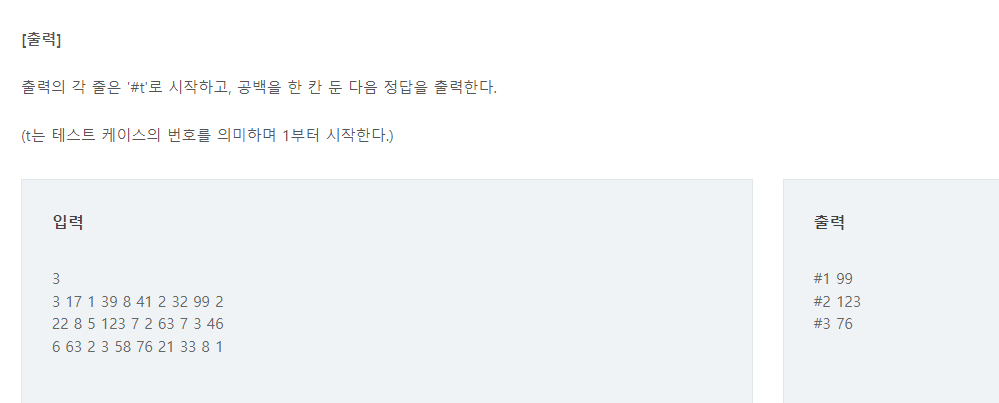 [출력]
출력의 각 줄은 '#t'로 시작하고, 공백을 한 칸 둔 다음 정답을 출력한다.
(t는 테스트 케이스의 번호를 의미하며 1부터 시작한다.)
입력
3
3 17 1 39 8 41 2 32 99 2
22 8 5 123 7 2 63 7 3 46
6 63 2 3 58 76 21 33 8 1
출력
#1 99
#2 123
#3 76